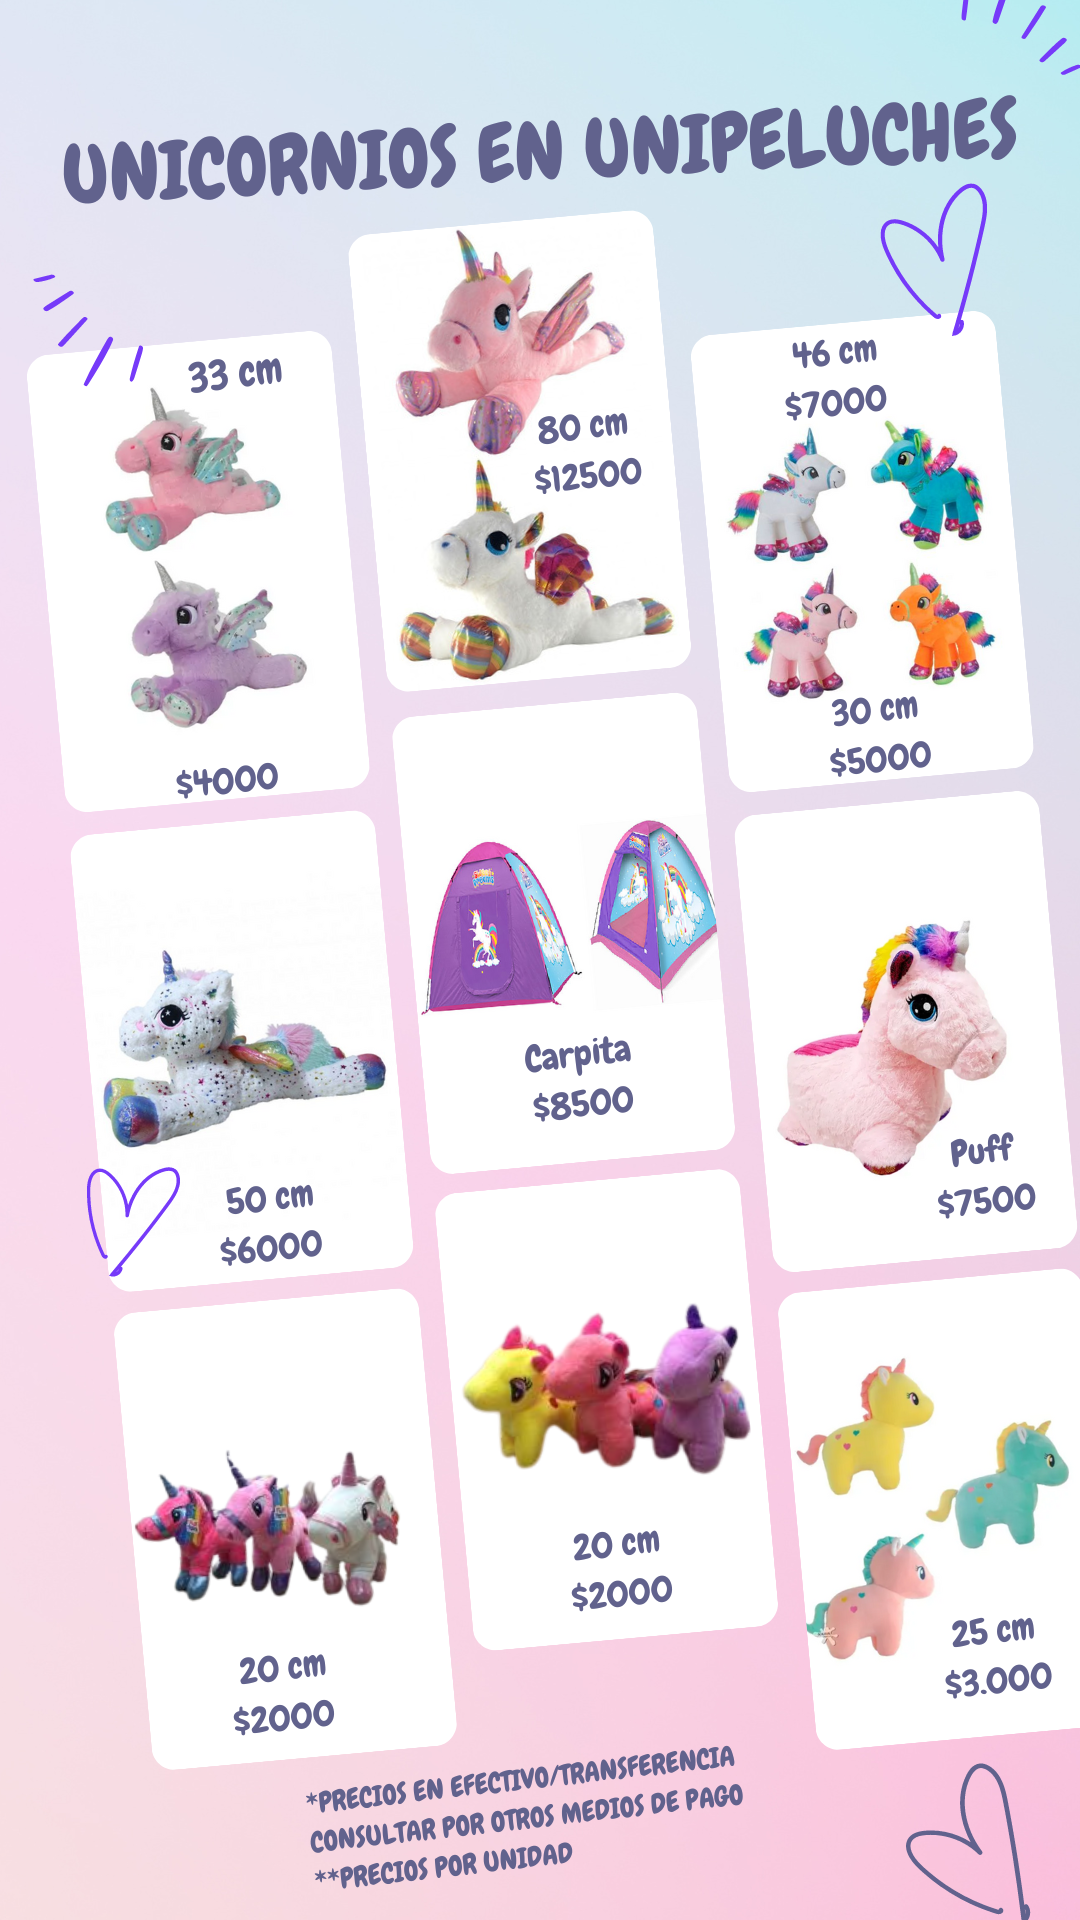 UNICORNIOS EN UNIPELUCHES
33 cm
$4000
80 cm
$12500
46 cm
$7000
30 cm
$5000
50 cm
$6000
Carpita
$8500
Puff
$7500
20 cm
$2000
20 cm
$2000
25 cm
$3.000
*PRECIOS EN EFECTIVO/TRANSFERENCIA
CONSULTAR POR OTROS MEDIOS DE PAGO
**PRECIOS POR UNIDAD